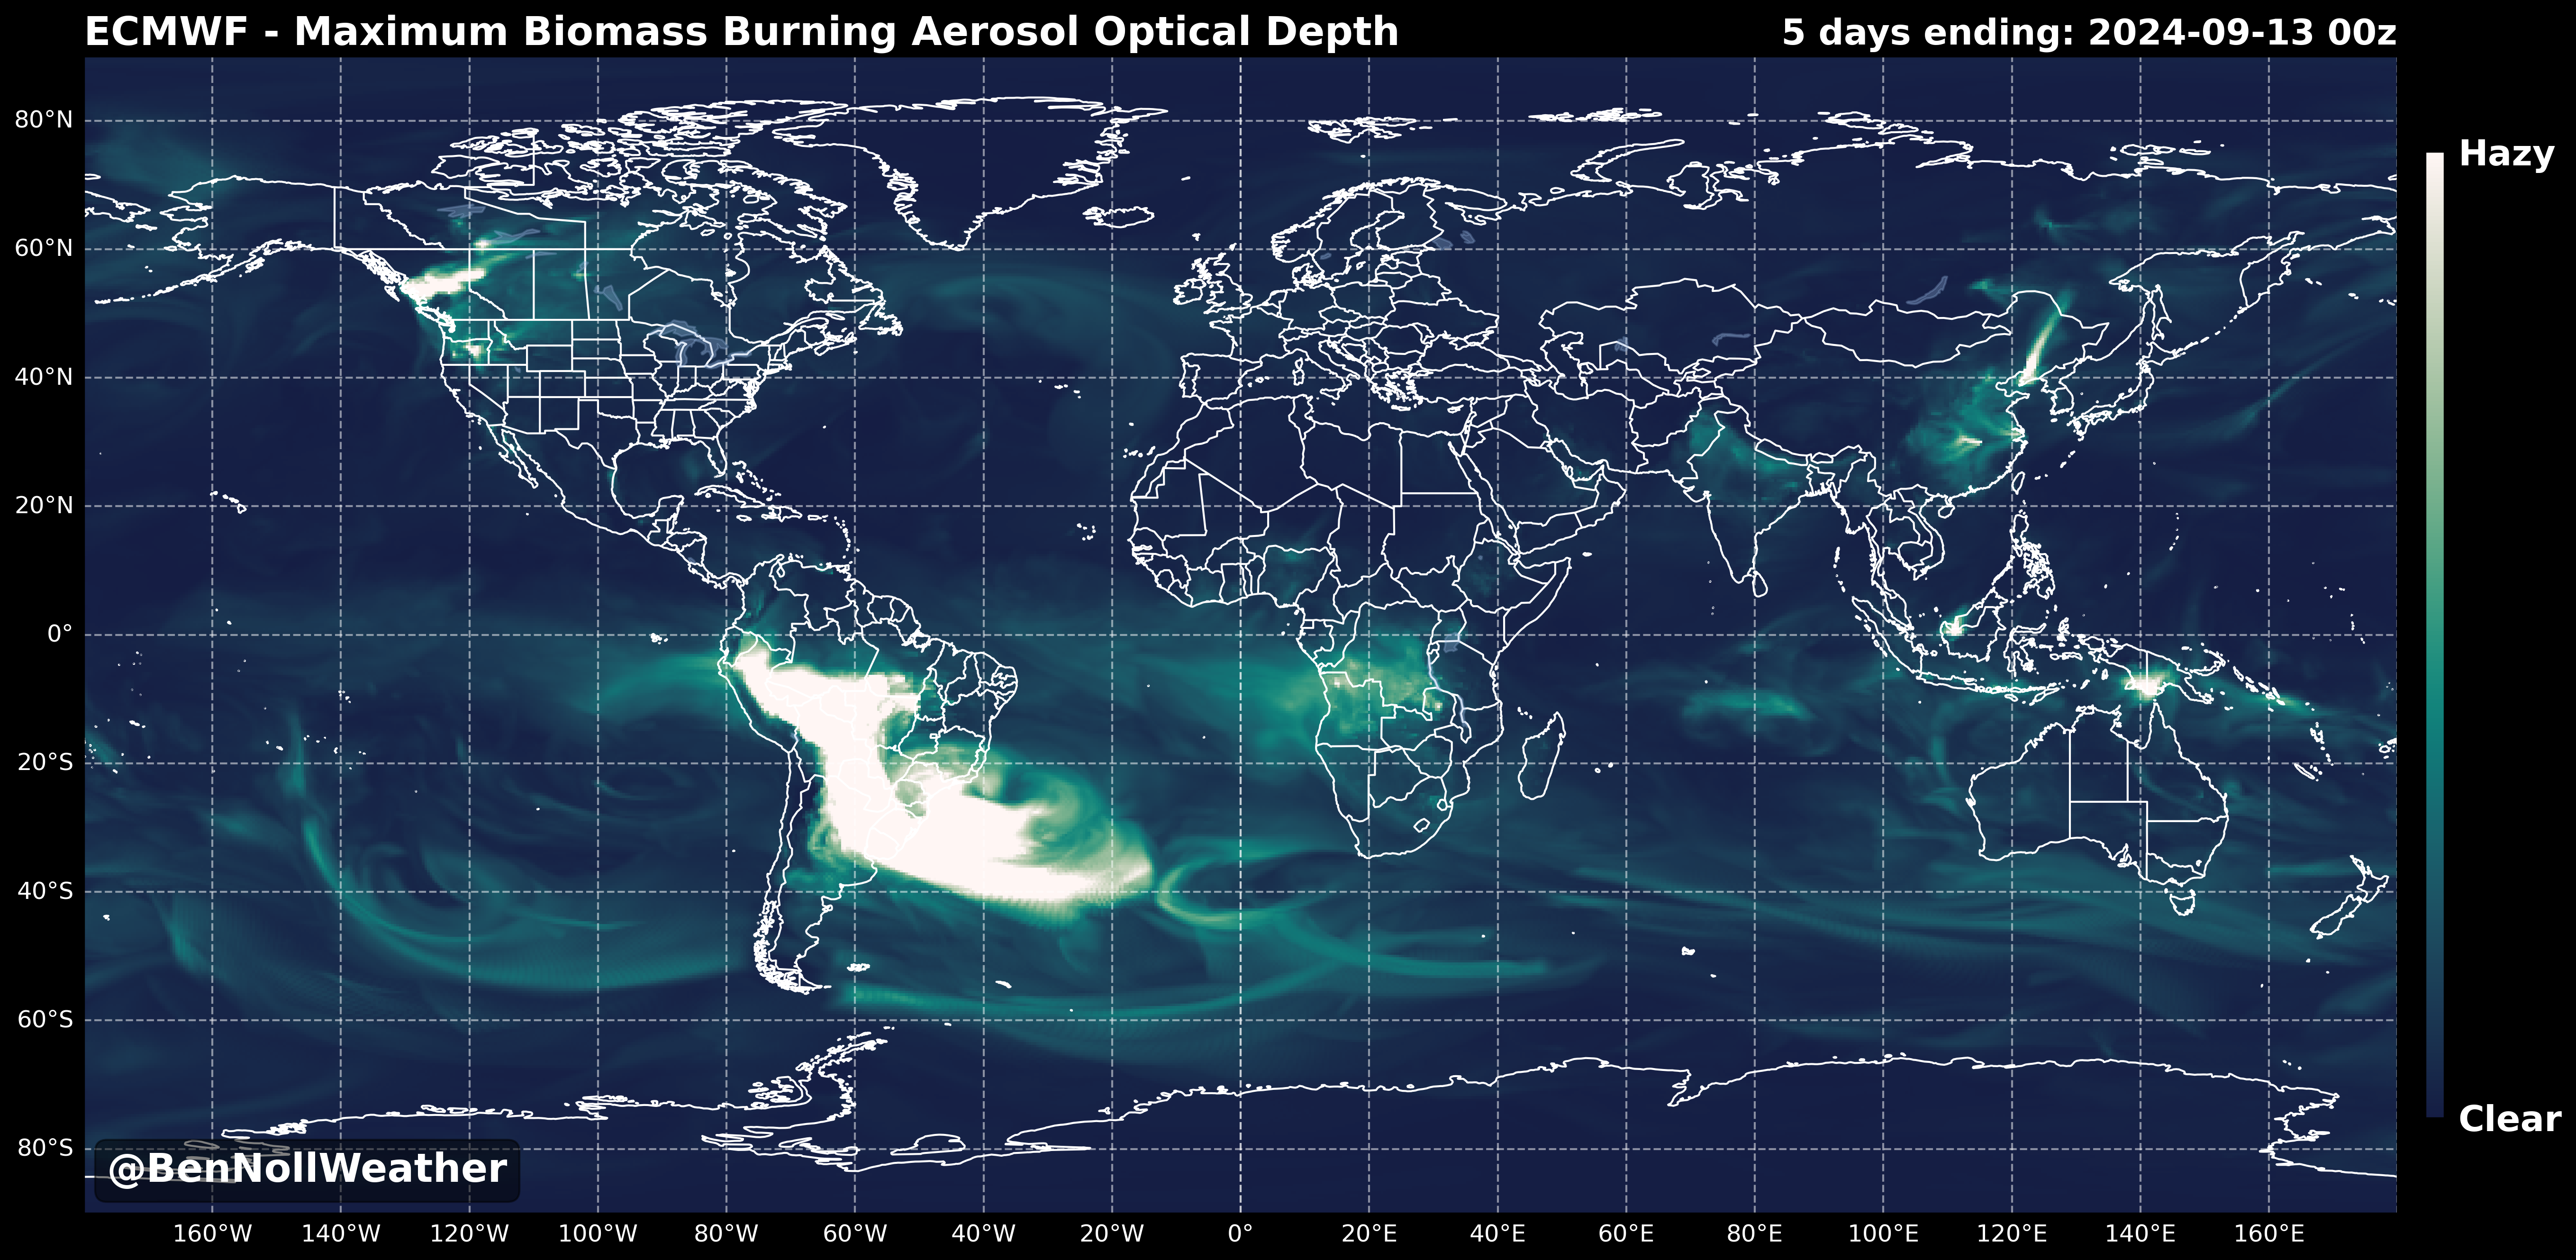 ECMWF - Maximum Biomass Burning Aerosol Optical Depth
5 days ending: 2024-09-13 00z
80°N
60°N
40°N
20°N
0°
20°S
40°S
60°S
80°S
Hazy
Clear
@BenNollWeather
160°W 140°W 120°W 100°W 80°W 60°W 40°W 20°W 0° 20°E 40°E 60°E 80°E 100°E 120°E 140°E 160°E